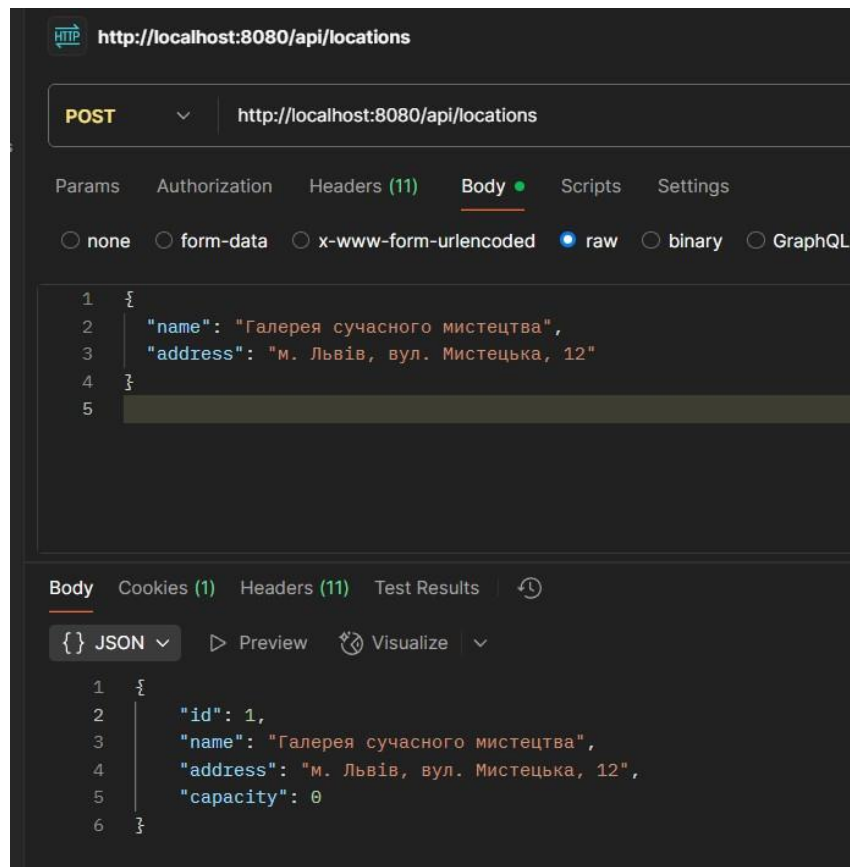 HTTP http://localhost:8080/api/locations
POST http://localhost:8080/api/locations
s
Params Authorization Headers (11) Body Scripts Settings
none form-data x-www-form-urlencoded raw binary GraphQL
1 {
2 "name": "Галерея сучасного мистецтва",
3 "address": "м. Львів, вул. Мистецька, 12"
4 }
5
Body Cookies (1) Headers (11) Test Results
{} JSON Preview Visualize
1 {
2 "id": 1,
3 "name": "Галерея сучасного мистецтва",
4 "address": "м. Львів, вул. Мистецька, 12",
5 "capacity": 0
6 }